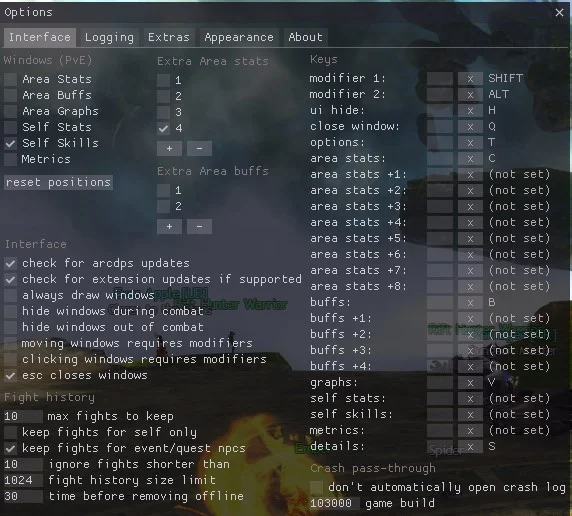 Options ×
Interface Logging Extras Appearance About
Windows (PvE)
Area Stats
Area Buffs
Area Graphs
Self Stats
Self Skills
Metrics
reset positions
Extra Area stats
1
2
3
4
+ -
Extra Area buffs
1
2
+ -
Interface
check for arcdps updates
check for extension updates if supported
always draw windows
hide windows during combat
hide windows out of combat
moving windows requires modifiers
clicking windows requires modifiers
esc closes windows
Fight history
10 max fights to keep
keep fights for self only
keep fights for event/quest npcs
10 ignore fights shorter than
1024 fight history size limit
30 time before removing offline
Keys
modifier 1: x SHIFT
modifier 2: x ALT
ui hide: x H
close window: x Q
options: x T
area stats: x C
area stats +1: x (not set)
area stats +2: x (not set)
area stats +3: x (not set)
area stats +4: x (not set)
area stats +5: x (not set)
area stats +6: x (not set)
area stats +7: x (not set)
area stats +8: x (not set)
buffs: x B
buffs +1: x (not set)
buffs +2: x (not set)
buffs +3: x (not set)
buffs +4: x (not set)
graphs: x V
self stats: x (not set)
self skills: x (not set)
metrics: x (not set)
details: x S
Crash pass-through
don't automatically open crash log
103000 game build
Hunter Warrior
Spider